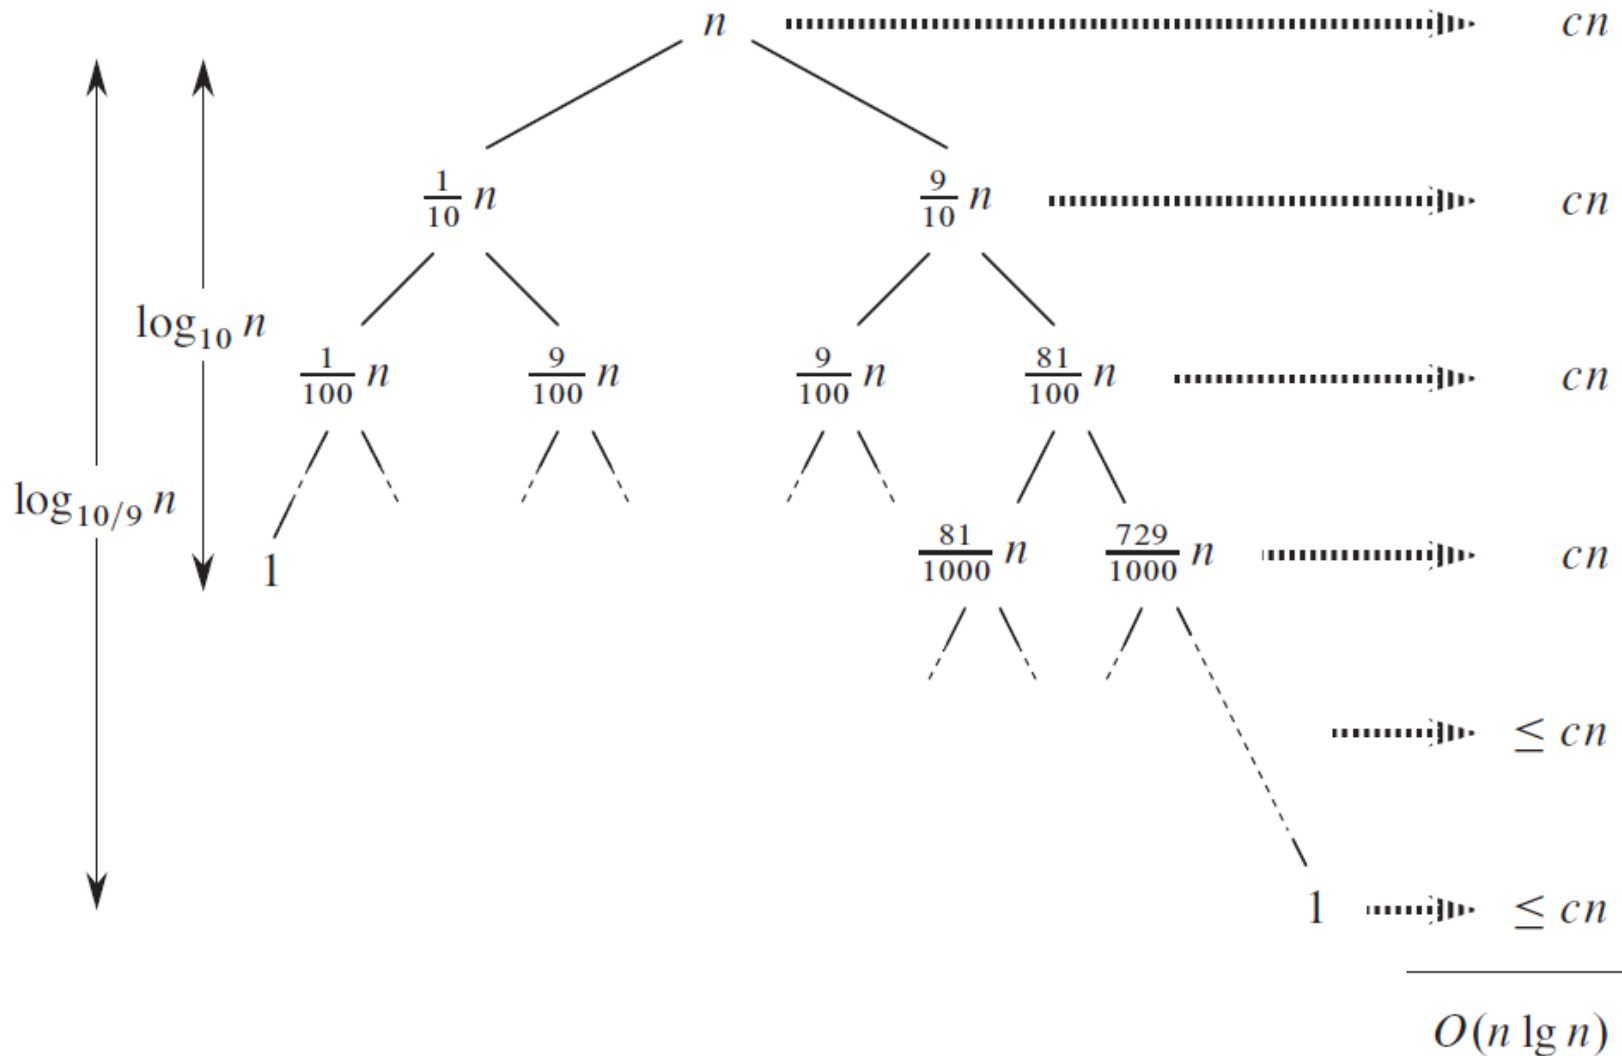 n cn
1/10 n 9/10 n cn
log₁₀ n
1/100 n 9/100 n 9/100 n 81/100 n cn
log₁₀/₉ n
1 81/1000 n 729/1000 n cn
≤ cn
1 ≤ cn
O(n lg n)